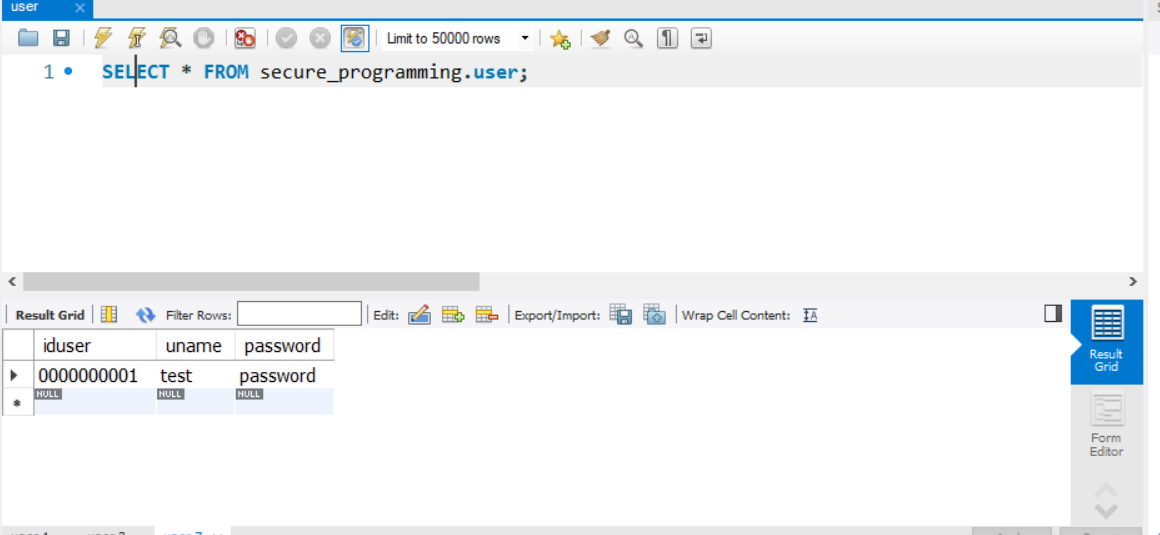 user
Limit to 50000 rows
1 SELECT * FROM secure_programming.user;
Result Grid Filter Rows: Edit: Export/Import: Wrap Cell Content:
iduser uname password
0000000001 test password
NULL NULL NULL
Result
Grid
Form
Editor